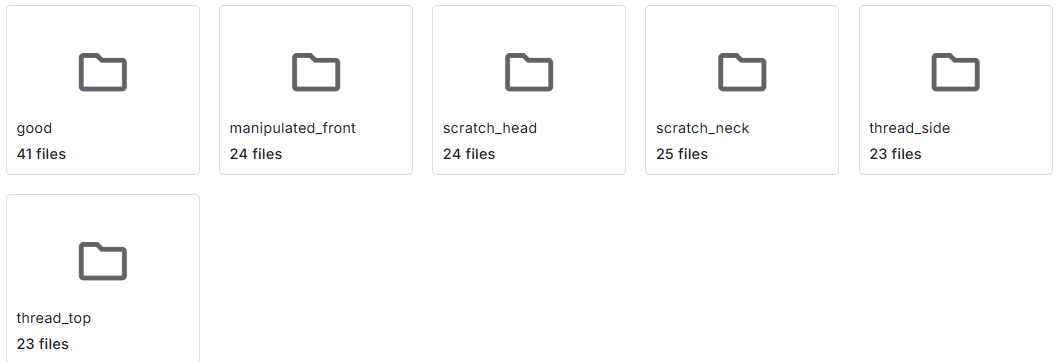 good
41 files
manipulated_front
24 files
scratch_head
24 files
scratch_neck
25 files
thread_side
23 files
thread_top
23 files